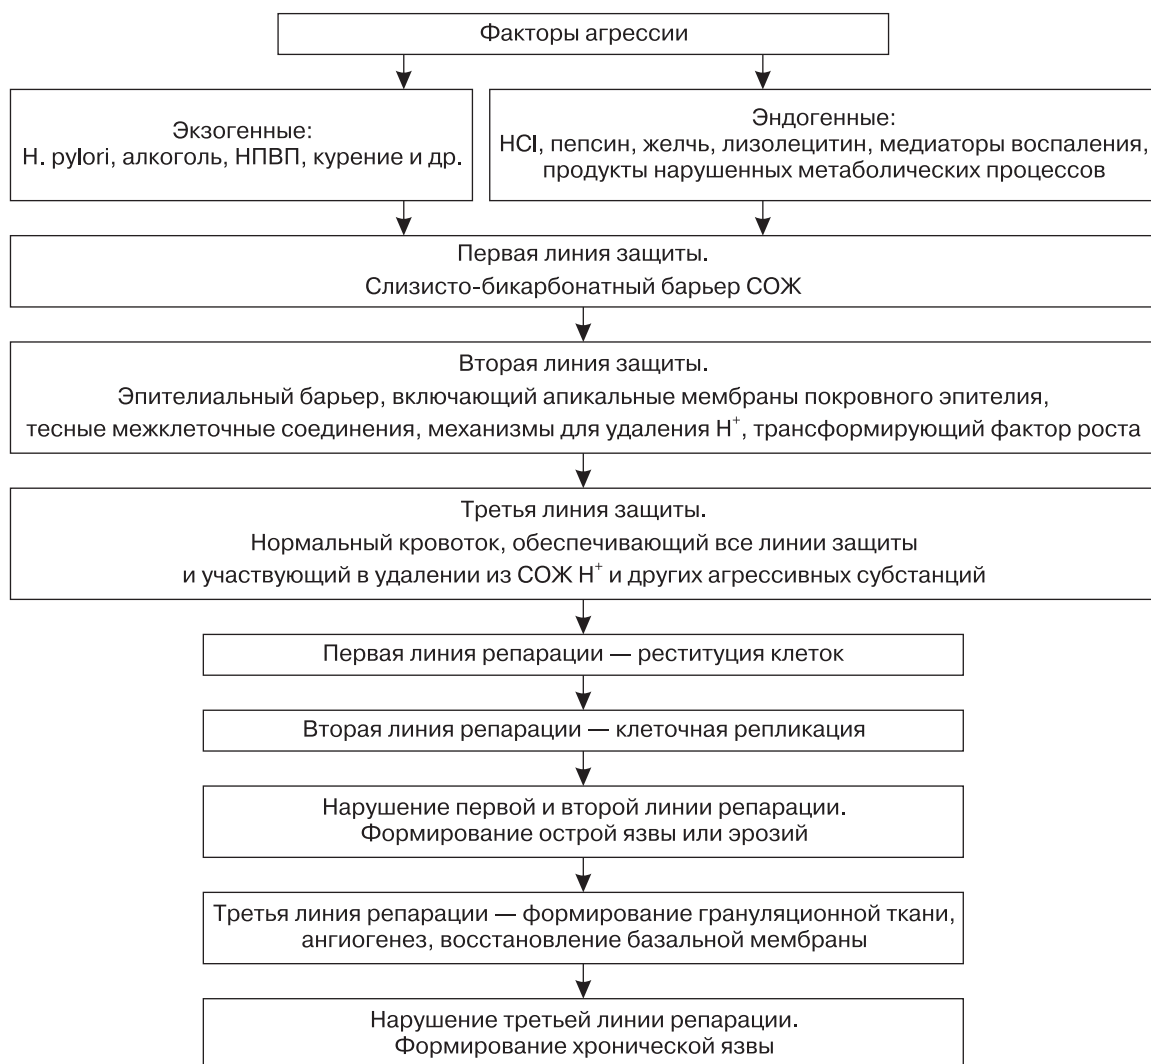 Факторы агрессии
Экзогенные:
H. pylori, алкоголь, НПВП, курение и др.
Эндогенные:
HCl, пепсин, желчь, лизолецитин, медиаторы воспаления,
продукты нарушенных метаболических процессов
Первая линия защиты.
Слизисто-бикарбонатный барьер СОЖ
Вторая линия защиты.
Эпителиальный барьер, включающий апикальные мембраны покровного эпителия,
тесные межклеточные соединения, механизмы для удаления H⁺, трансформирующий фактор роста
Третья линия защиты.
Нормальный кровоток, обеспечивающий все линии защиты
и участвующий в удалении из СОЖ H⁺ и других агрессивных субстанций
Первая линия репарации — реституция клеток
Вторая линия репарации — клеточная репликация
Нарушение первой и второй линии репарации.
Формирование острой язвы или эрозий
Третья линия репарации — формирование грануляционной ткани,
ангиогенез, восстановление базальной мембраны
Нарушение третьей линии репарации.
Формирование хронической язвы